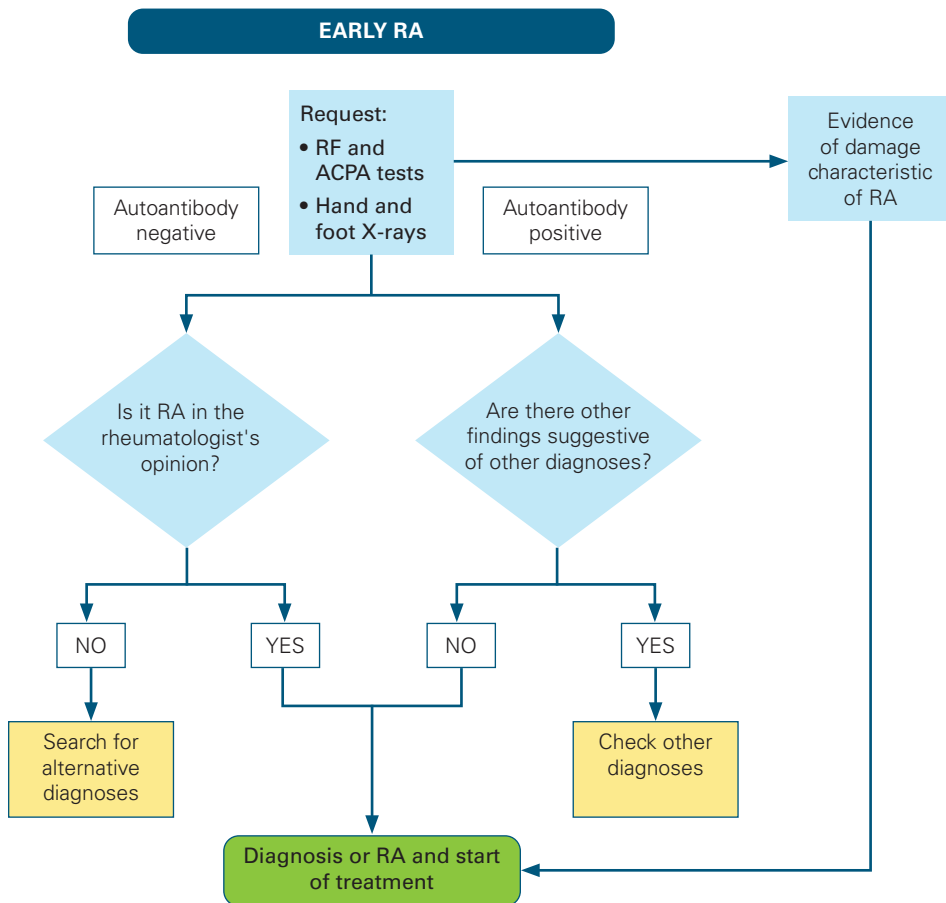 EARLY RA
Request:
• RF and
ACPA tests
• Hand and
foot X-rays
Evidence
of damage
characteristic
of RA
Autoantibody
negative
Autoantibody
positive
Is it RA in the
rheumatologist's
opinion?
Are there other
findings suggestive
of other diagnoses?
NO
YES
NO
YES
Search for
alternative
diagnoses
Check other
diagnoses
Diagnosis or RA and start
of treatment